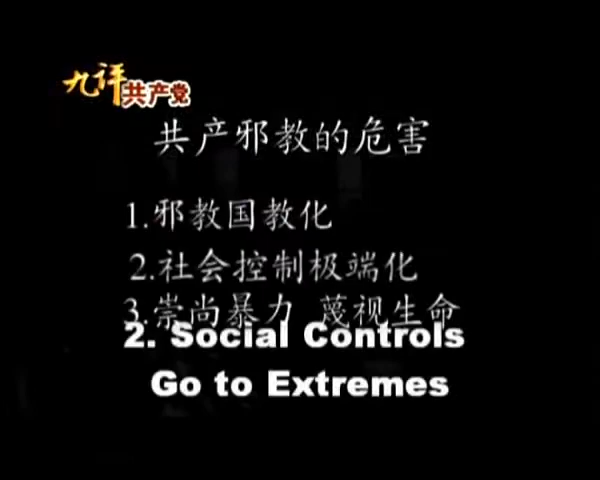 九评
共产党
共产邪教的危害
1.邪教国教化
2.社会控制极端化
3.崇尚暴力 蔑视生命
2. Social Controls
Go to Extremes